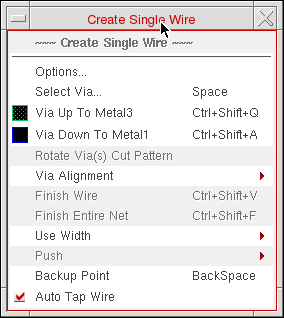 Create Single Wire
~~~ Create Single Wire ~~~
Options...
Select Via... Space
Via Up To Metal3 Ctrl+Shift+Q
Via Down To Metal1 Ctrl+Shift+A
Rotate Via(s) Cut Pattern
Via Alignment
Finish Wire Ctrl+Shift+V
Finish Entire Net Ctrl+Shift+F
Use Width
Push
Backup Point BackSpace
Auto Tap Wire